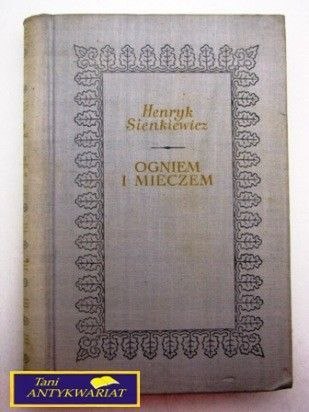 Henryk
Sienkiewicz
OGNIEM
I MIECZEM
Tani
ANTYKWARIAT